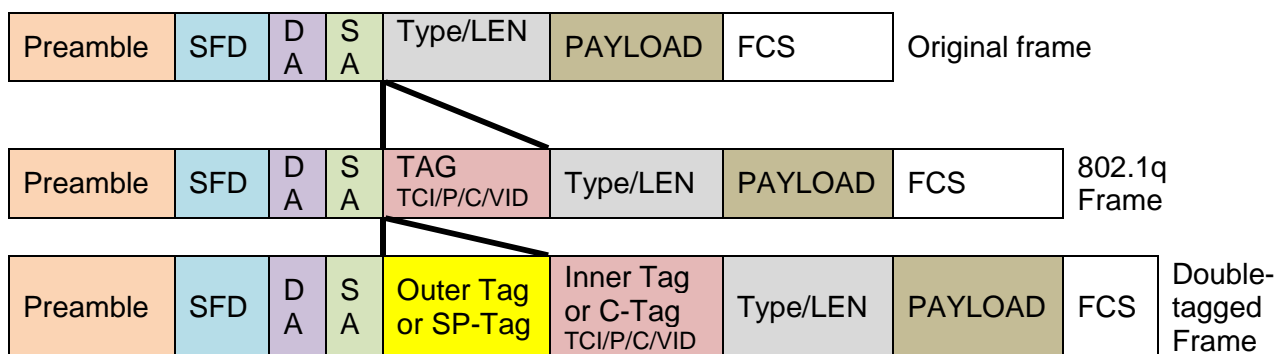 Preamble SFD D A S A Type/LEN PAYLOAD FCS Original frame
Preamble SFD D A S A TAG TCI/P/C/VID Type/LEN PAYLOAD FCS 802.1q Frame
Preamble SFD D A S A Outer Tag or SP-Tag Inner Tag or C-Tag TCI/P/C/VID Type/LEN PAYLOAD FCS Double-tagged Frame